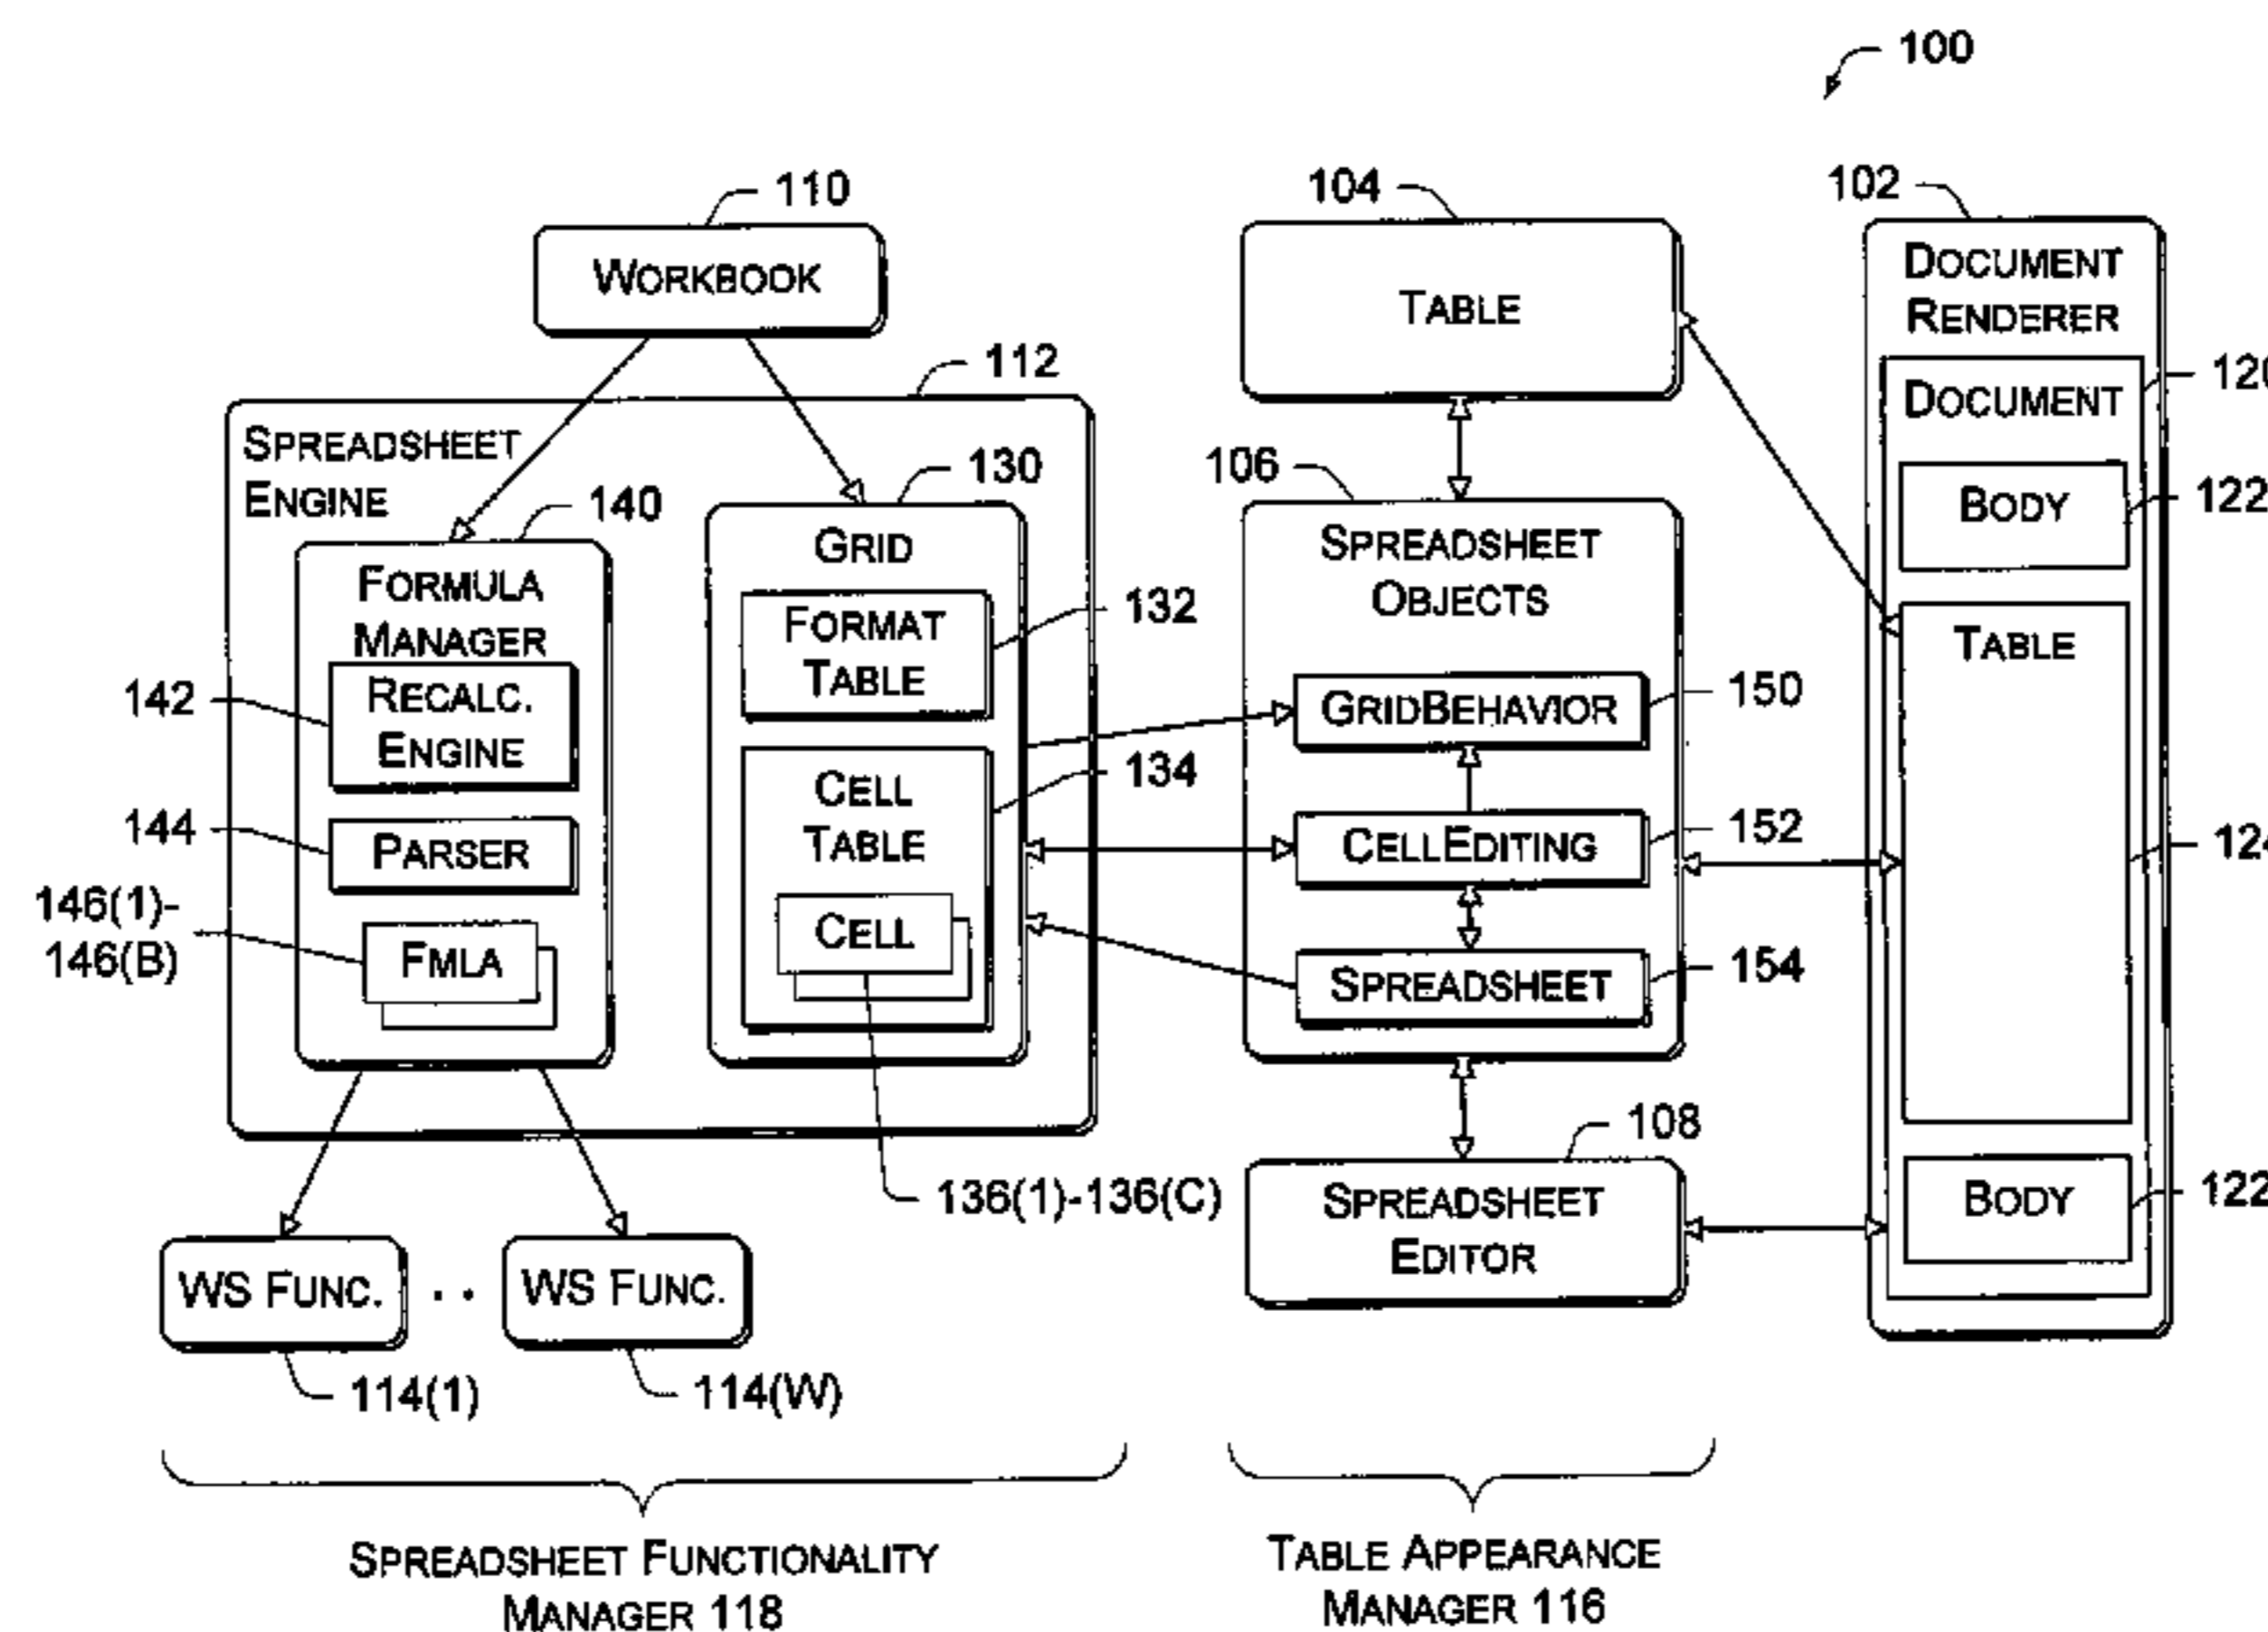 100
110
104
102
WORKBOOK
TABLE
DOCUMENT
RENDERER
112
120
DOCUMENT
SPREADSHEET
ENGINE
130
106
122
BODY
140
GRID
SPREADSHEET
OBJECTS
FORMULA
MANAGER
FORMAT
TABLE
132
TABLE
142
RECALC.
ENGINE
GRIDBEHAVIOR
150
134
CELL
TABLE
144
PARSER
CELLEDITING
152
124
146(1)-
146(B)
FMLA
CELL
SPREADSHEET
154
108
136(1)-136(C)
SPREADSHEET
EDITOR
BODY
122
WS FUNC.
. .
WS FUNC.
114(1)
114(W)
SPREADSHEET FUNCTIONALITY
MANAGER 118
TABLE APPEARANCE
MANAGER 116